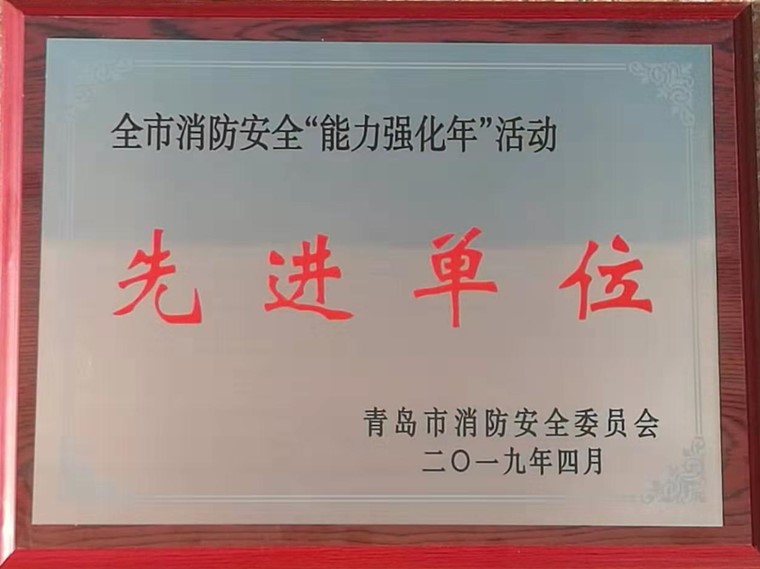 全市消防安全“能力强化年”活动
先进单位
青岛市消防安全委员会
二〇一九年四月